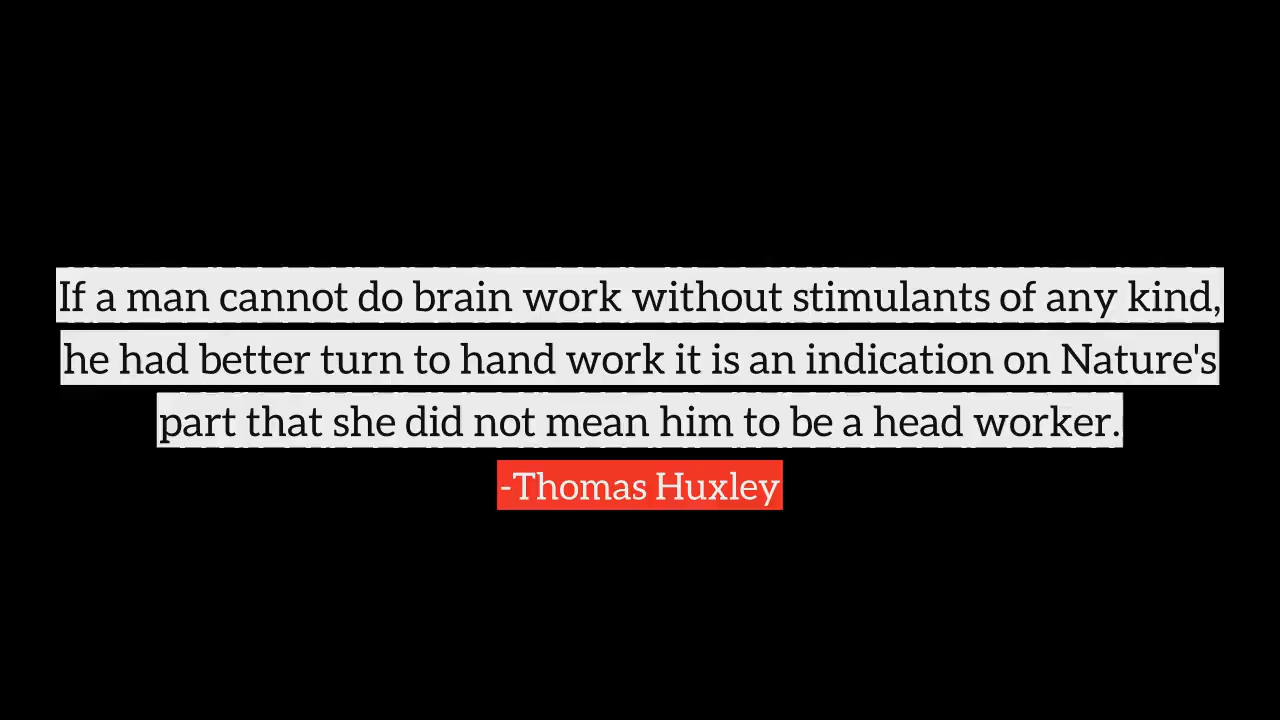 If a man cannot do brain work without stimulants of any kind,
he had better turn to hand work it is an indication on Nature's
part that she did not mean him to be a head worker.
-Thomas Huxley